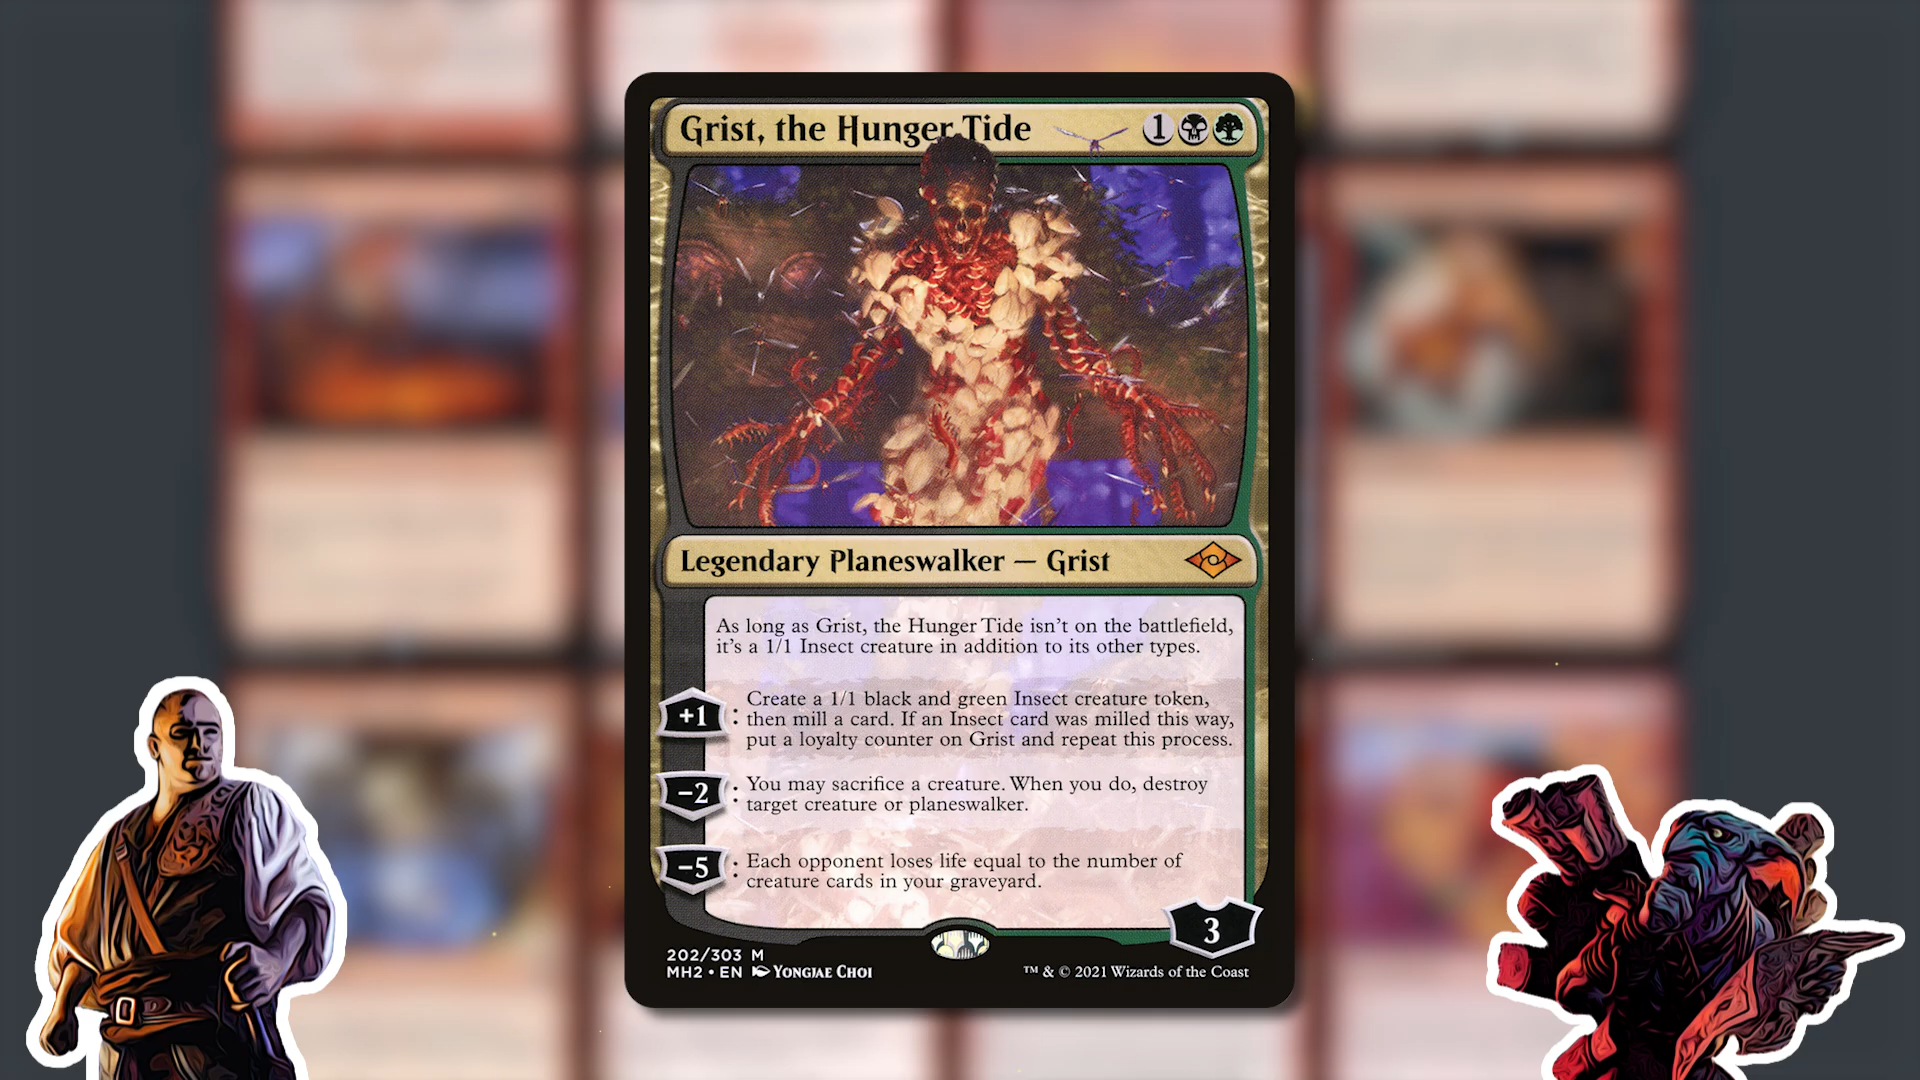 Grist, the Hunger Tide 1
Legendary Planeswalker — Grist
As long as Grist, the Hunger Tide isn't on the battlefield,
it's a 1/1 Insect creature in addition to its other types.
+1: Create a 1/1 black and green Insect creature token,
then mill a card. If an Insect card was milled this way,
put a loyalty counter on Grist and repeat this process.
−2: You may sacrifice a creature. When you do, destroy
target creature or planeswalker.
−5: Each opponent loses life equal to the number of
creature cards in your graveyard.
3
202/303 M
MH2 • EN Yongjae Choi
™ & © 2021 Wizards of the Coast